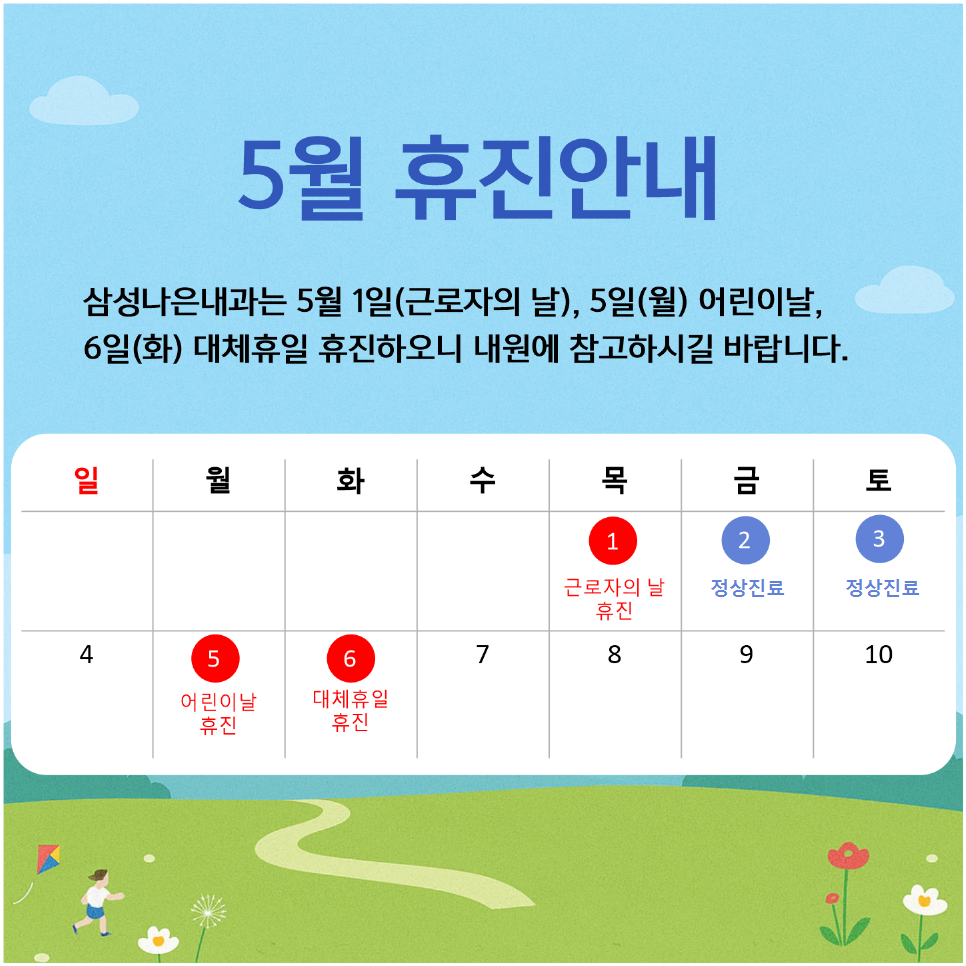 5월 휴진안내
삼성나은내과는 5월 1일(근로자의 날), 5일(월) 어린이날,
6일(화) 대체휴일 휴진하오니 내원에 참고하시길 바랍니다.
일 월 화 수 목 금 토
1 2 3
근로자의 날 정상진료 정상진료
휴진
4 5 6 7 8 9 10
어린이날 대체휴일
휴진 휴진